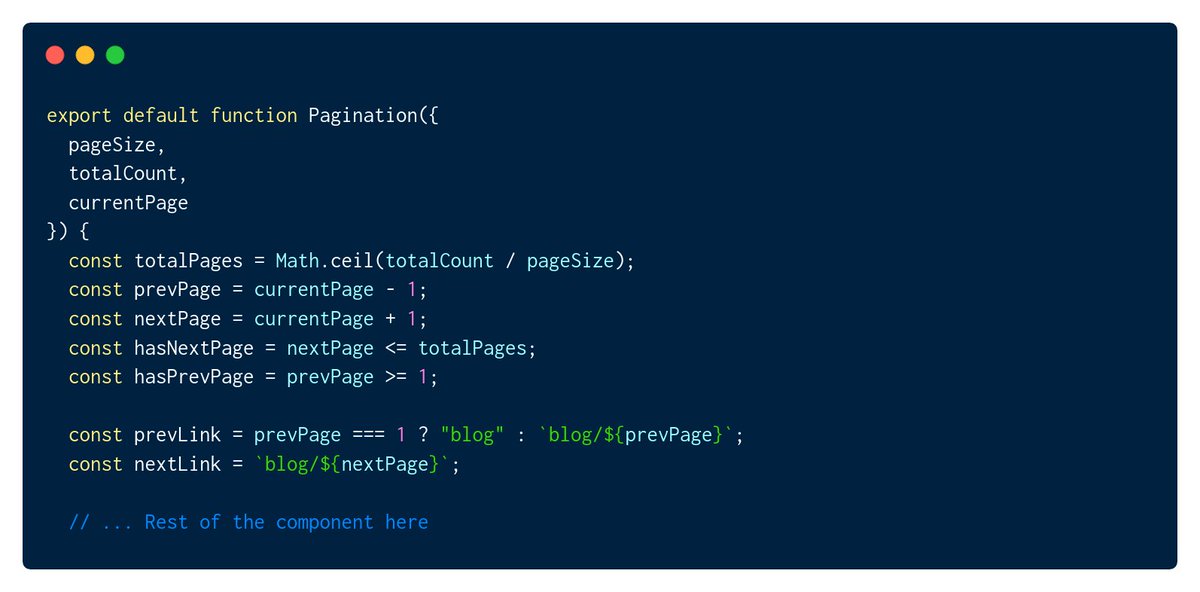 export default function Pagination({
  pageSize,
  totalCount,
  currentPage
}) {
  const totalPages = Math.ceil(totalCount / pageSize);
  const prevPage = currentPage - 1;
  const nextPage = currentPage + 1;
  const hasNextPage = nextPage <= totalPages;
  const hasPrevPage = prevPage >= 1;

  const prevLink = prevPage === 1 ? "blog" : `blog/${prevPage}`;
  const nextLink = `blog/${nextPage}`;

  // ... Rest of the component here